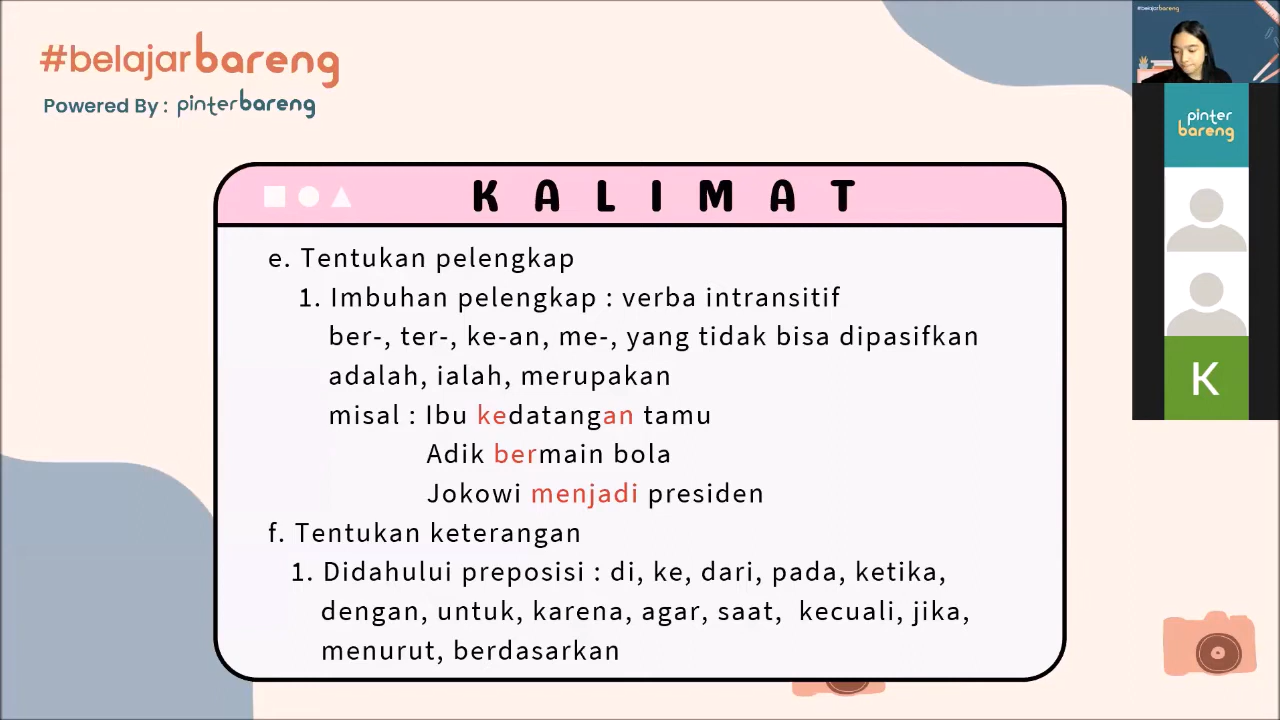 #belajarbareng
Powered By : pinterbareng
KALIMAT
e. Tentukan pelengkap
1. Imbuhan pelengkap : verba intransitif
ber-, ter-, ke-an, me-, yang tidak bisa dipasifkan
adalah, ialah, merupakan
misal : Ibu kedatangan tamu
Adik bermain bola
Jokowi menjadi presiden
f. Tentukan keterangan
1. Didahului preposisi : di, ke, dari, pada, ketika,
dengan, untuk, karena, agar, saat, kecuali, jika,
menurut, berdasarkan
#belajarbareng
pinter
bareng
K